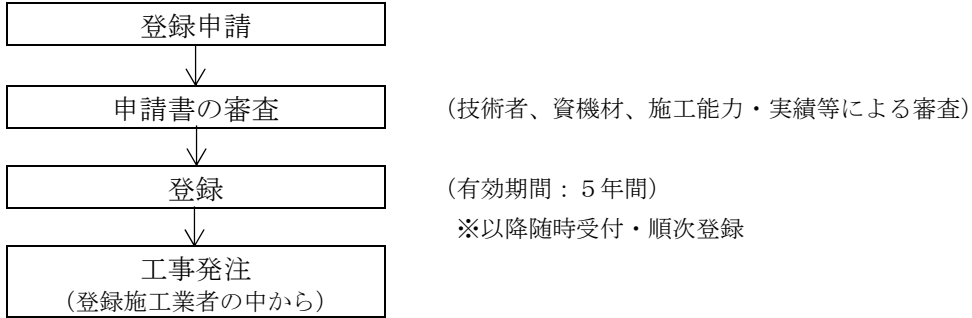 登録申請
申請書の審査 (技術者、資機材、施工能力・実績等による審査)
登録 (有効期間：５年間)
※以降随時受付・順次登録
工事発注
(登録施工業者の中から)